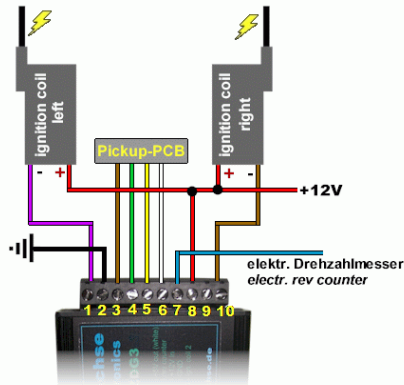 ignition coil
left
- +
ignition coil
right
+ -
Pickup-PCB
+12V
elektr. Drehzahlmesser
electr. rev counter
1 2 3 4 5 6 7 8 9 10